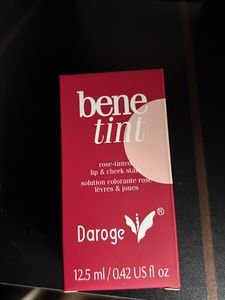 bene
tint
rose-tinted
lip & cheek stain
solution colorante rose
lèvres & joues
Daroge ®
12.5 ml / 0.42 US fl oz